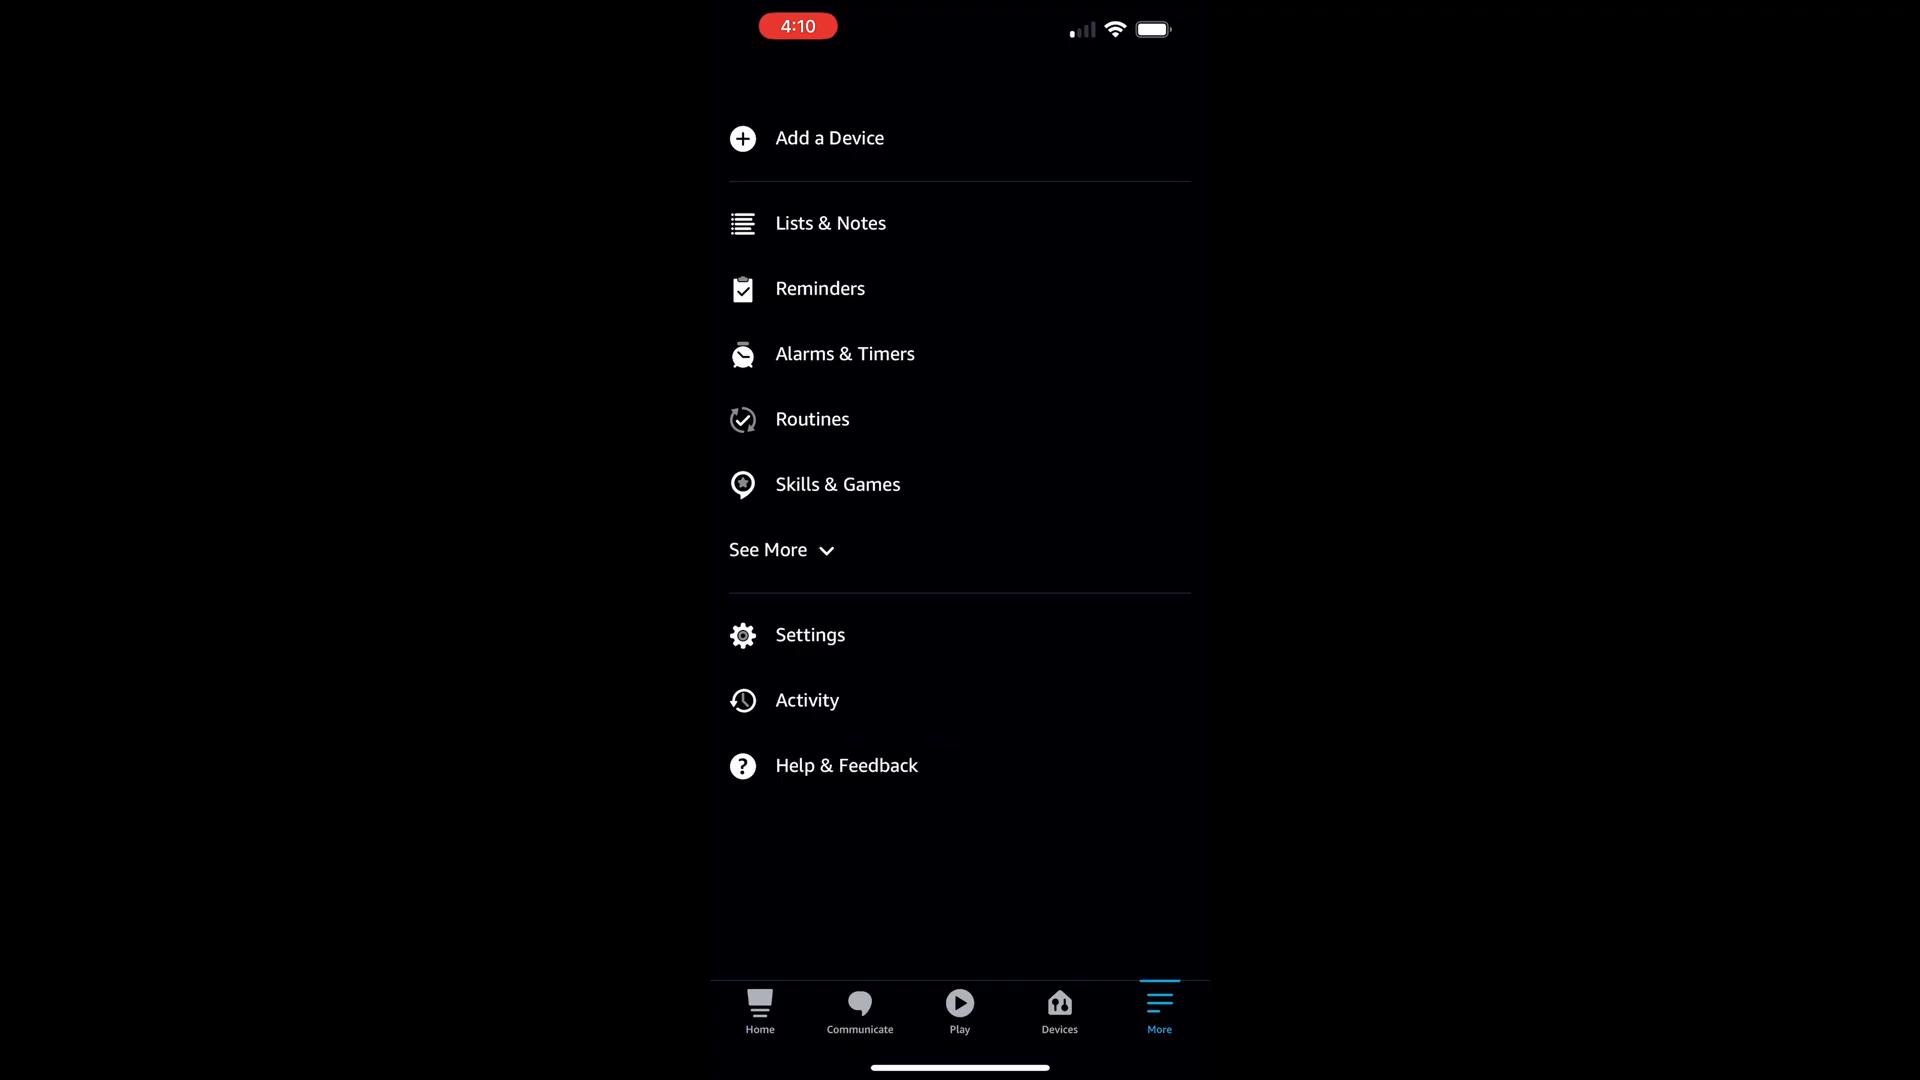 4:10
Add a Device
Lists & Notes
Reminders
Alarms & Timers
Routines
Skills & Games
See More
Settings
Activity
Help & Feedback
Home Communicate Play Devices More